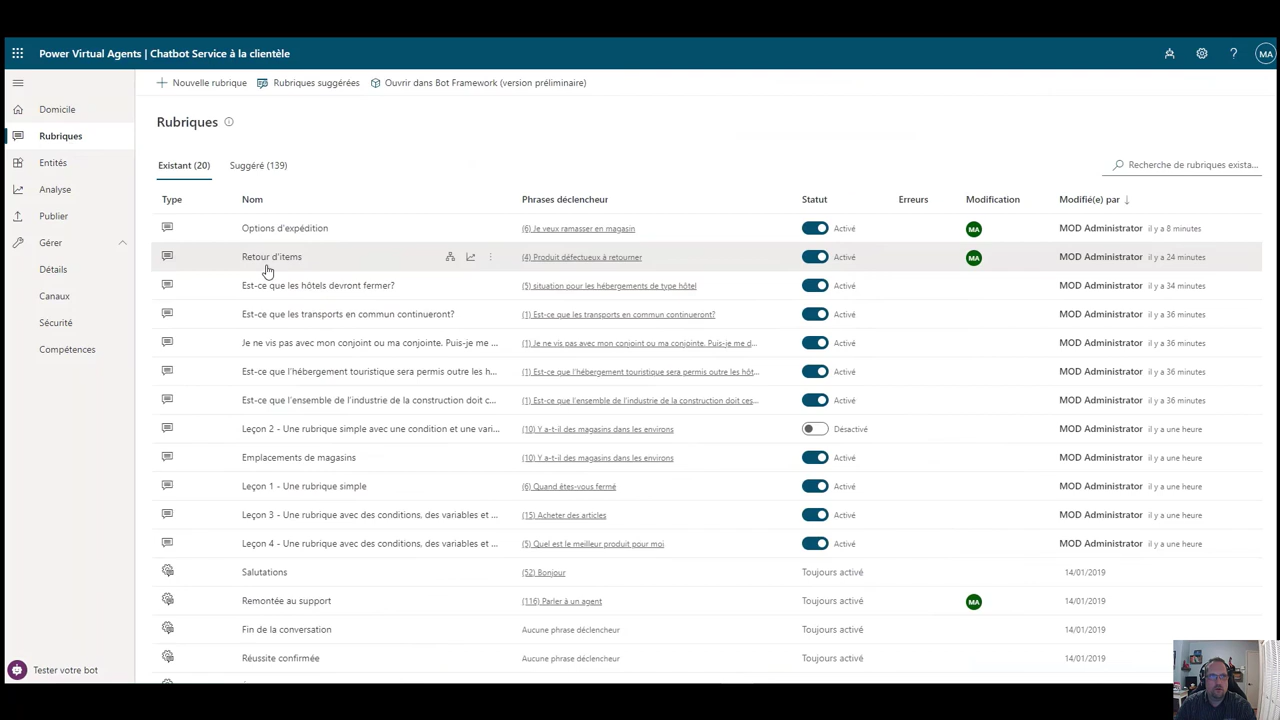 Power Virtual Agents | Chatbot Service à la clientèle
MA
Nouvelle rubrique
Rubriques suggérées
Ouvrir dans Bot Framework (version préliminaire)
Domicile
Rubriques
Entités
Analyse
Publier
Gérer
Détails
Canaux
Sécurité
Compétences
Tester votre bot
Rubriques
Existant (20)
Suggéré (139)
Recherche de rubriques exista...
Type Nom Phrases déclencheur Statut Erreurs Modification Modifié(e) par
Options d'expédition (6) Je veux ramasser en magasin Activé MA MOD Administrator il y a 8 minutes
Retour d'items (4) Produit défectueux à retourner Activé MA MOD Administrator il y a 24 minutes
Est-ce que les hôtels devront fermer? (5) situation pour les hébergements de type hôtel Activé MOD Administrator il y a 34 minutes
Est-ce que les transports en commun continueront? (1) Est-ce que les transports en commun continueront? Activé MOD Administrator il y a 36 minutes
Je ne vis pas avec mon conjoint ou ma conjointe. Puis-je me ... (1) Je ne vis pas avec mon conjoint ou ma conjointe. Puis-je me d... Activé MOD Administrator il y a 36 minutes
Est-ce que l'hébergement touristique sera permis outre les h... (1) Est-ce que l'hébergement touristique sera permis outre les hôt... Activé MOD Administrator il y a 36 minutes
Est-ce que l'ensemble de l'industrie de la construction doit c... (1) Est-ce que l'ensemble de l'industrie de la construction doit ces... Activé MOD Administrator il y a 36 minutes
Leçon 2 - Une rubrique simple avec une condition et une vari... (10) Y a-t-il des magasins dans les environs Désactivé MOD Administrator il y a une heure
Emplacements de magasins (10) Y a-t-il des magasins dans les environs Activé MOD Administrator il y a une heure
Leçon 1 - Une rubrique simple (6) Quand êtes-vous fermé Activé MOD Administrator il y a une heure
Leçon 3 - Une rubrique avec des conditions, des variables et ... (15) Acheter des articles Activé MOD Administrator il y a une heure
Leçon 4 - Une rubrique avec des conditions, des variables et ... (5) Quel est le meilleur produit pour moi Activé MOD Administrator il y a une heure
Salutations (52) Bonjour Toujours activé 14/01/2019
Remontée au support (116) Parler à un agent Toujours activé MA 14/01/2019
Fin de la conversation Aucune phrase déclencheur Toujours activé 14/01/2019
Réussite confirmée Aucune phrase déclencheur Toujours activé 14/01/2019